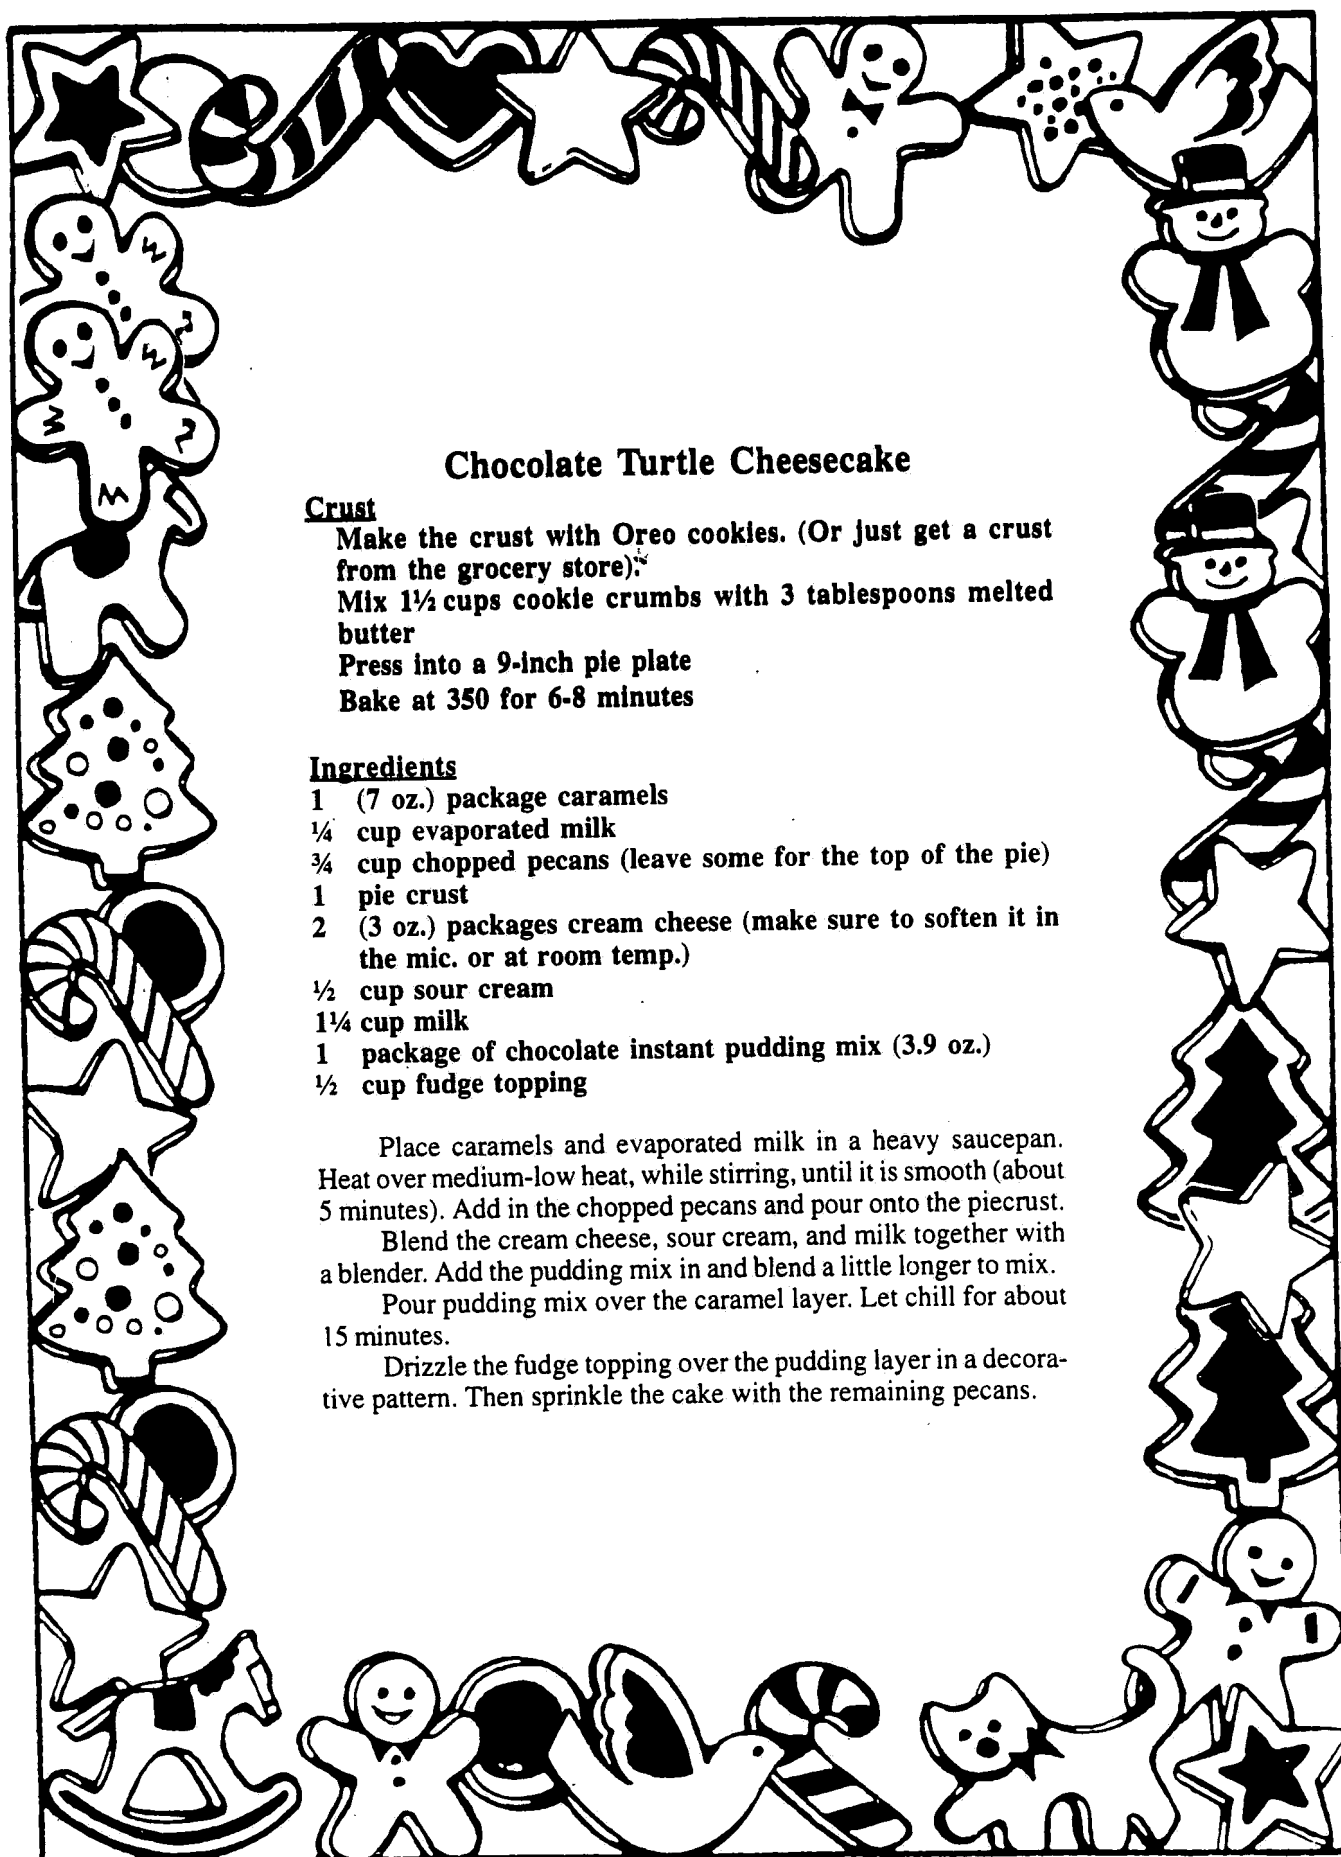 Chocolate Turtle Cheesecake
Crust
Make the crust with Oreo cookies. (Or just get a crust
from the grocery store).
Mix 1½ cups cookie crumbs with 3 tablespoons melted
butter
Press into a 9-inch pie plate
Bake at 350 for 6-8 minutes
Ingredients
1 (7 oz.) package caramels
¼ cup evaporated milk
¾ cup chopped pecans (leave some for the top of the pie)
1 pie crust
2 (3 oz.) packages cream cheese (make sure to soften it in
the mic. or at room temp.)
½ cup sour cream
1¼ cup milk
1 package of chocolate instant pudding mix (3.9 oz.)
½ cup fudge topping
Place caramels and evaporated milk in a heavy saucepan.
Heat over medium-low heat, while stirring, until it is smooth (about
5 minutes). Add in the chopped pecans and pour onto the piecrust.
Blend the cream cheese, sour cream, and milk together with
a blender. Add the pudding mix in and blend a little longer to mix.
Pour pudding mix over the caramel layer. Let chill for about
15 minutes.
Drizzle the fudge topping over the pudding layer in a decora-
tive pattern. Then sprinkle the cake with the remaining pecans.